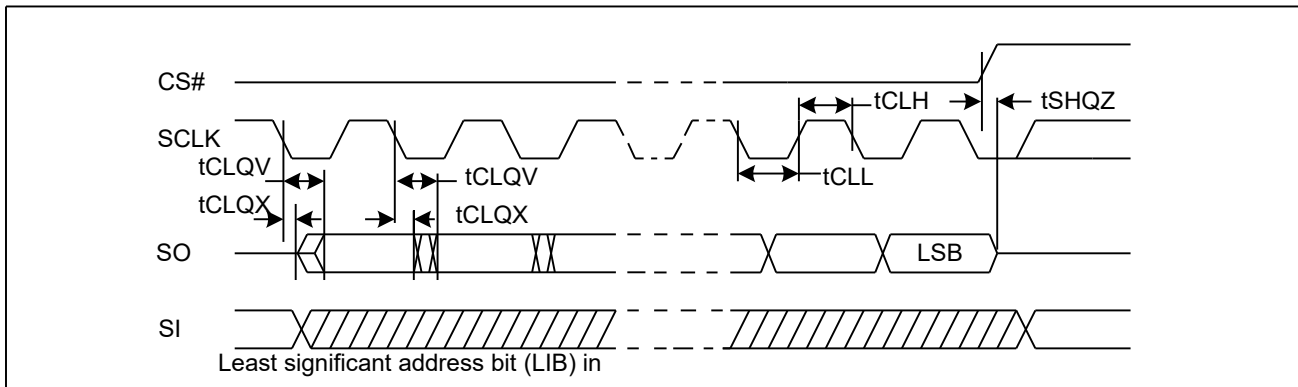 CS#
tCLH
tSHQZ
SCLK
tCLQV
tCLQV
tCLL
tCLQX
tCLQX
SO
LSB
SI
Least significant address bit (LIB) in